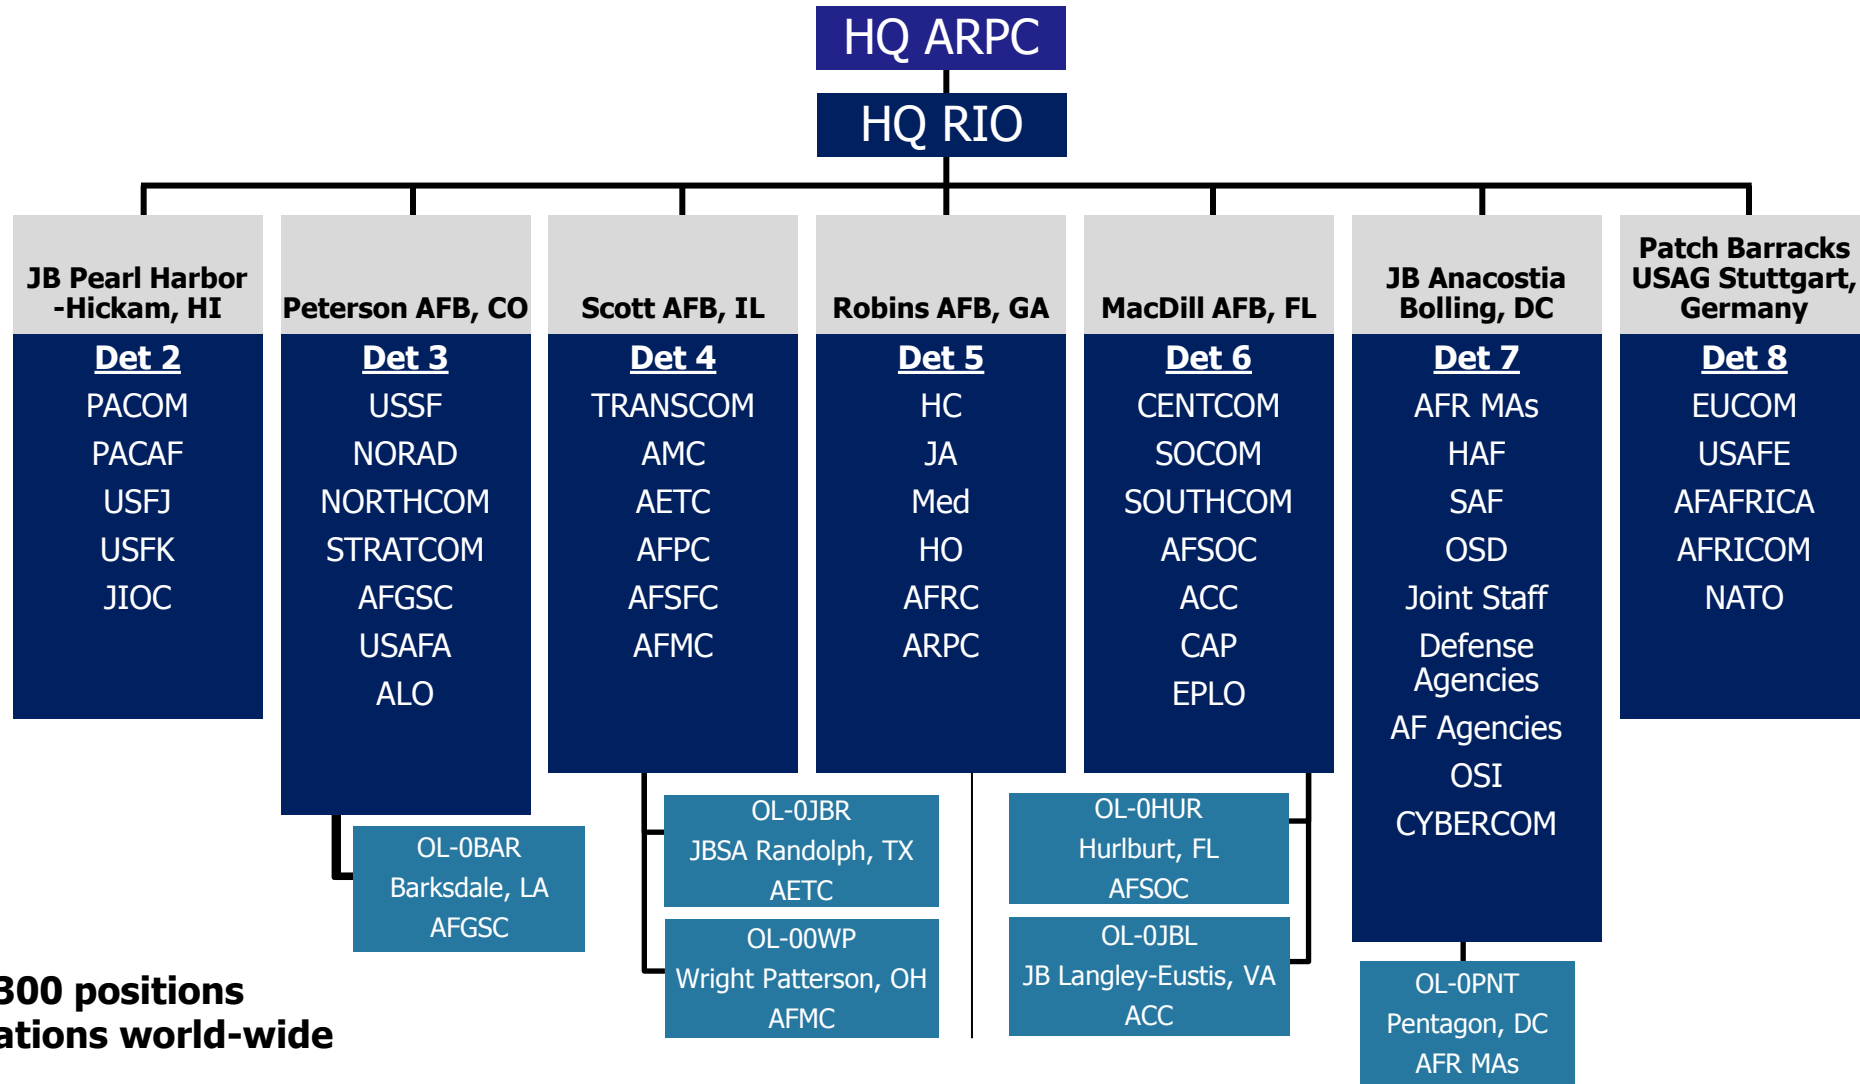 HQ ARPC
HQ RIO
JB Pearl Harbor
-Hickam, HI
Det 2
PACOM
PACAF
USFJ
USFK
JIOC
Peterson AFB, CO
Det 3
USSF
NORAD
NORTHCOM
STRATCOM
AFGSC
USAFA
ALO
OL-0BAR
Barksdale, LA
AFGSC
Scott AFB, IL
Det 4
TRANSCOM
AMC
AETC
AFPC
AFSFC
AFMC
OL-0JBR
JBSA Randolph, TX
AETC
OL-00WP
Wright Patterson, OH
AFMC
Robins AFB, GA
Det 5
HC
JA
Med
HO
AFRC
ARPC
MacDill AFB, FL
Det 6
CENTCOM
SOCOM
SOUTHCOM
AFSOC
ACC
CAP
EPLO
OL-0HUR
Hurlburt, FL
AFSOC
OL-0JBL
JB Langley-Eustis, VA
ACC
JB Anacostia
Bolling, DC
Det 7
AFR MAs
HAF
SAF
OSD
Joint Staff
Defense
Agencies
AF Agencies
OSI
CYBERCOM
OL-0PNT
Pentagon, DC
AFR MAs
Patch Barracks
USAG Stuttgart,
Germany
Det 8
EUCOM
USAFE
AFAFRICA
AFRICOM
NATO
300 positions
ations world-wide